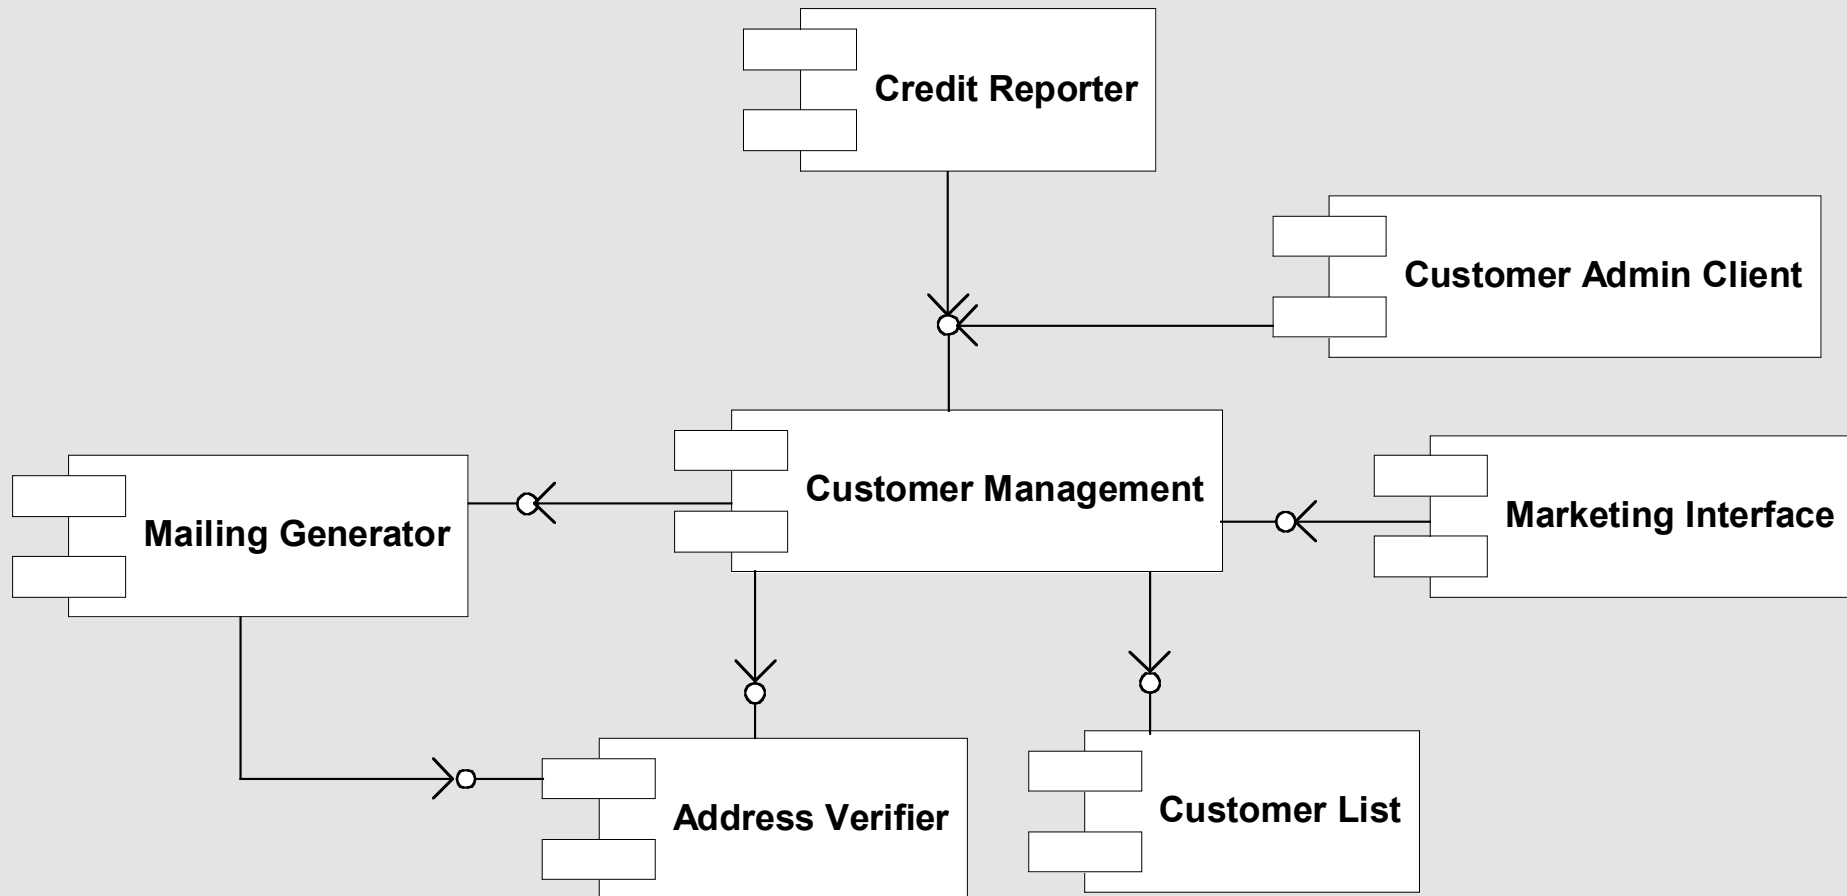 Credit Reporter
Customer Admin Client
Customer Management
Marketing Interface
Mailing Generator
Address Verifier
Customer List